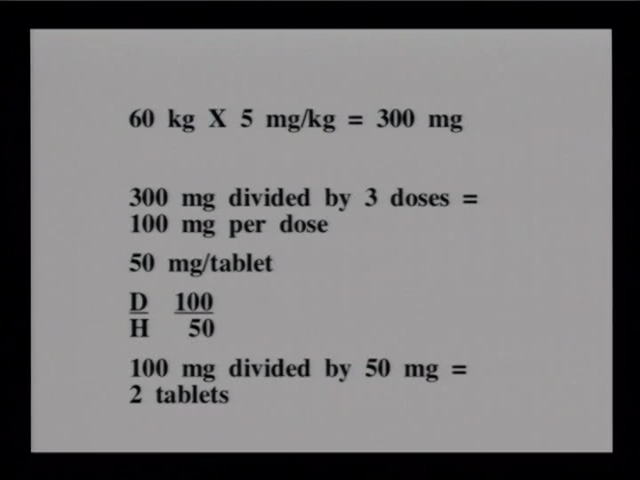 60 kg X 5 mg/kg = 300 mg
300 mg divided by 3 doses =
100 mg per dose
50 mg/tablet
D 100
H 50
100 mg divided by 50 mg =
2 tablets